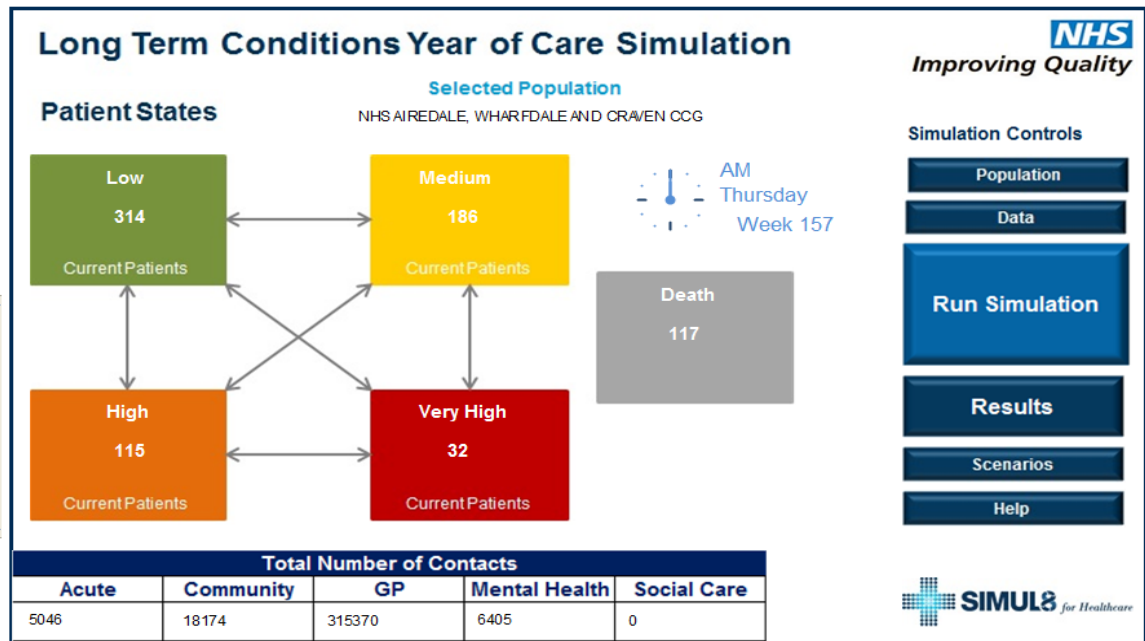 Long Term Conditions Year of Care Simulation
NHS
Improving Quality
Selected Population
NHS AIREDALE, WHARFDALE AND CRAVEN CCG
Patient States
Low
314
Current Patients
Medium
186
Current Patients
AM
Thursday
Week 157
Death
117
High
115
Current Patients
Very High
32
Current Patients
Simulation Controls
Population
Data
Run Simulation
Results
Scenarios
Help
Total Number of Contacts
Acute Community GP Mental Health Social Care
5046 18174 315370 6405 0
SIMUL8 for Healthcare